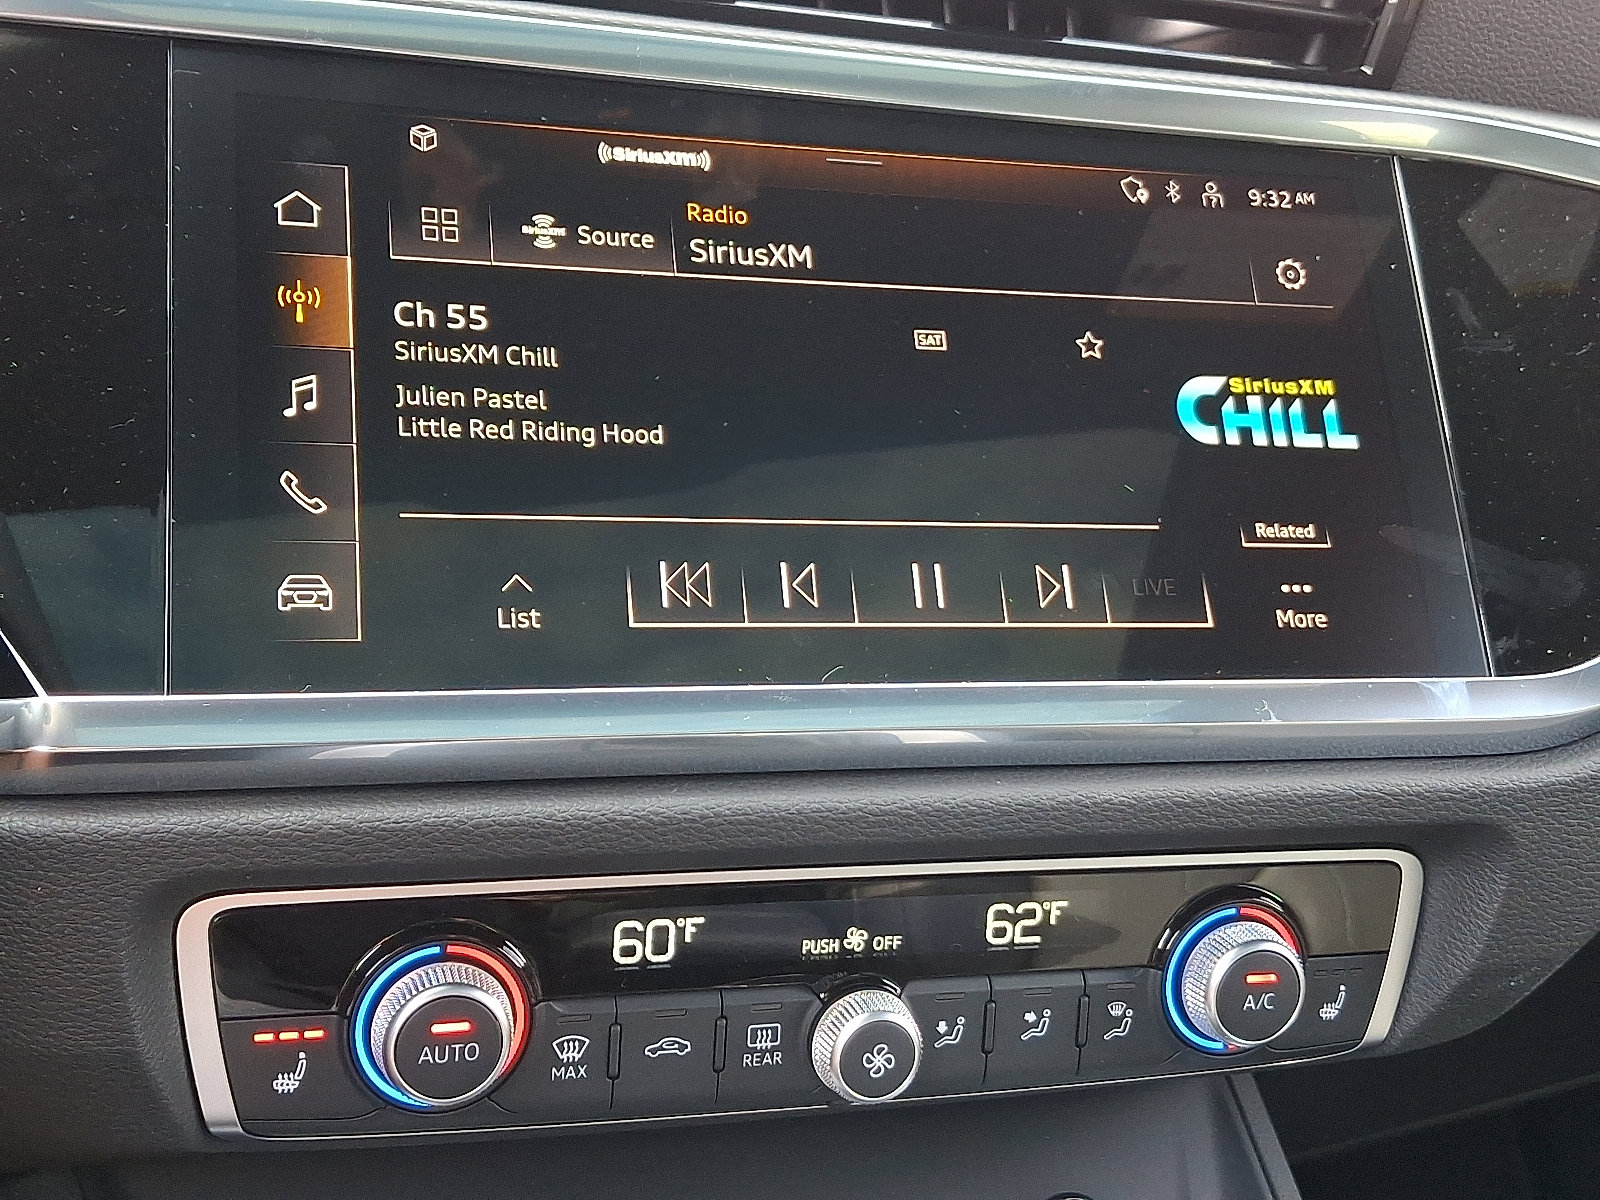 SiriusXM
9:32 AM
SiriusXM
Source
Radio
SiriusXM
Ch 55
SiriusXM Chill
SAT
Julien Pastel
Little Red Riding Hood
SiriusXM
CHILL
Related
List
LIVE
More
60°F
PUSH OFF
62°F
AUTO
MAX
REAR
A/C